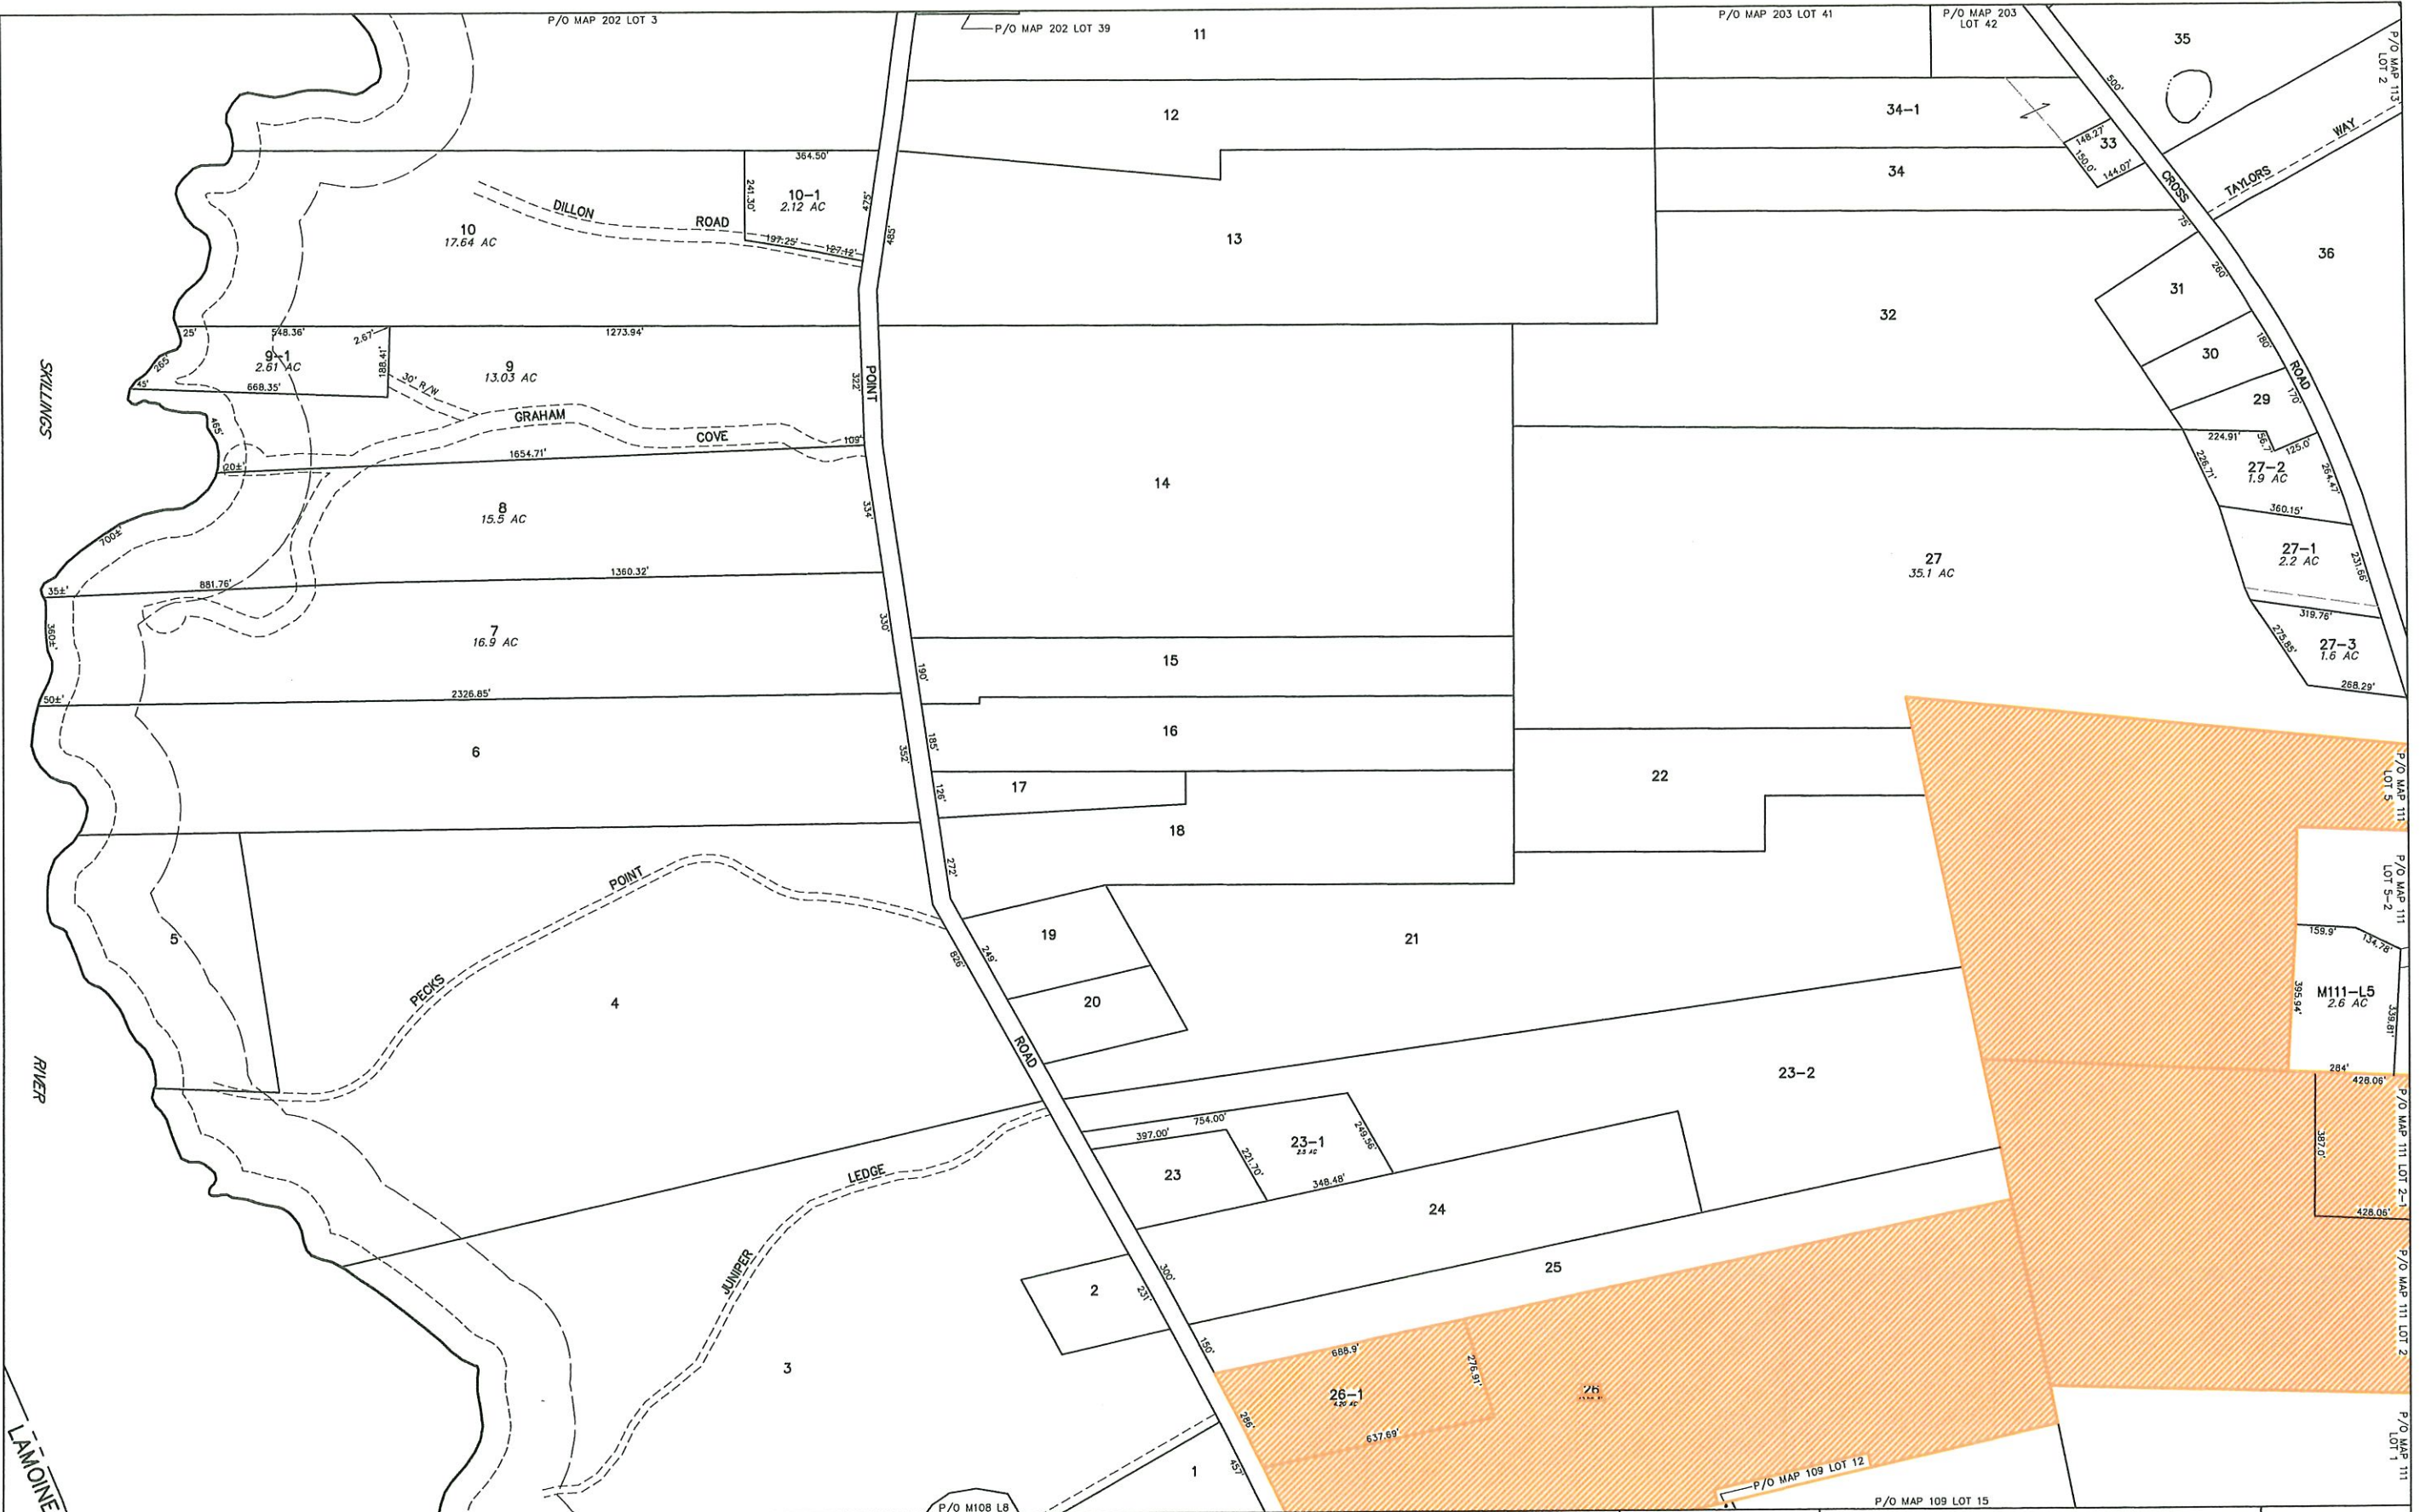 P/O MAP 202 LOT 3
P/O MAP 202 LOT 39
11
P/O MAP 203 LOT 41
P/O MAP 203
LOT 42
35
P/O MAP 113
LOT 2
500'
12
34-1
148.27'
33
150.0'
144.07'
WAY
TAYLORS
CROSS
364.50'
241.30'
10-1
2.12 AC
475'
485'
DILLON
ROAD
197.25'
127.12'
10
17.64 AC
13
34
75'
36
260'
31
32
180'
30
ROAD
170'
29
25'
548.36'
2.67'
1273.94'
265'
9-1
2.61 AC
188.41'
45'
668.35'
9
13.03 AC
30' R/W
322'
POINT
SKILLINGS
GRAHAM
COVE
109'
465'
1654.71'
20±'
224.91'
56.7'
125.0'
226.71'
27-2
1.9 AC
264.47'
360.15'
14
8
15.5 AC
334'
700±'
27
35.1 AC
27-1
2.2 AC
231.66'
35±'
881.76'
1360.32'
319.76'
330'
360±'
7
16.9 AC
275.85'
27-3
1.6 AC
268.29'
15
190'
50±'
2326.85'
6
352'
185'
16
22
P/O MAP 111
LOT 5
126'
17
18
272'
P/O MAP 111
LOT 5-2
POINT
5
PECKS
4
249'
826'
19
20
21
159.9'
134.78'
395.94'
M111-L5
2.6 AC
339.81'
ROAD
RIVER
23-2
284'
428.06'
387.0'
P/O MAP 111 LOT 2-1
428.06'
754.00'
397.00'
23-1
2.5 AC
249.56'
221.70'
23
348.48'
LEDGE
24
JUNIPER
300'
231'
2
25
P/O MAP 111 LOT 2
150'
3
688.9'
276.91'
26-1
4.20 AC
26
286'
637.69'
457'
1
P/O MAP 109 LOT 12
P/O MAP 111
LOT 1
LAMOINE
P/O M108 L8
P/O MAP 109 LOT 15